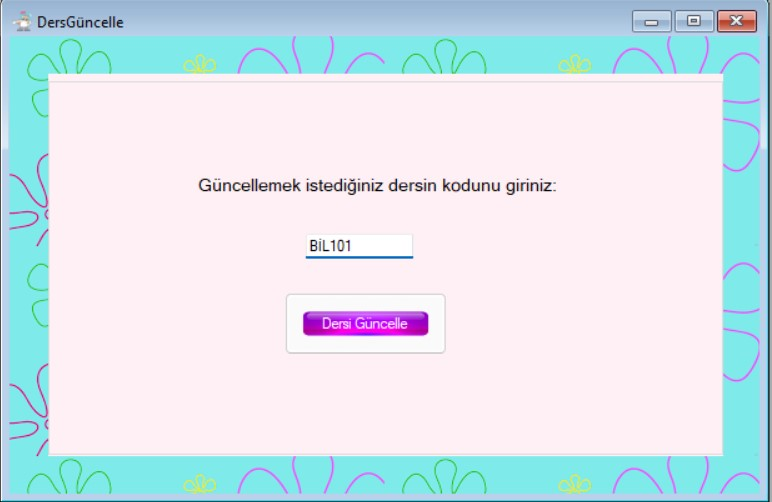 DersGüncelle
Güncellemek istediğiniz dersin kodunu giriniz:
BİL101
Dersi Güncelle